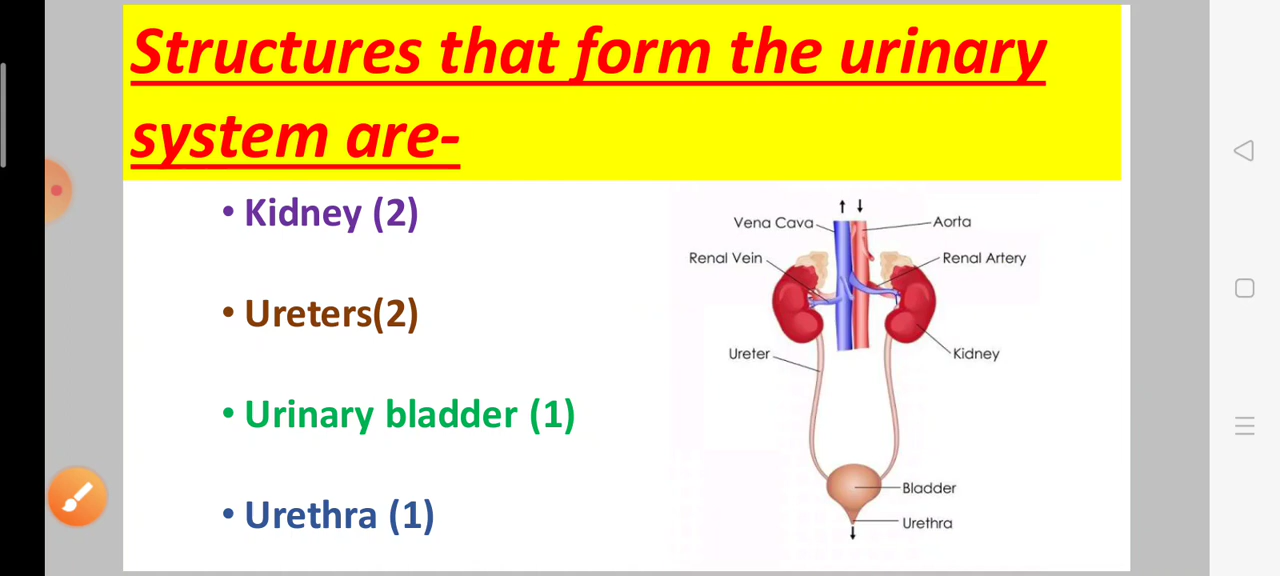 Structures that form the urinary
system are-
• Kidney (2)
• Ureters(2)
• Urinary bladder (1)
• Urethra (1)
Vena Cava
Aorta
Renal Vein
Renal Artery
Ureter
Kidney
Bladder
Urethra